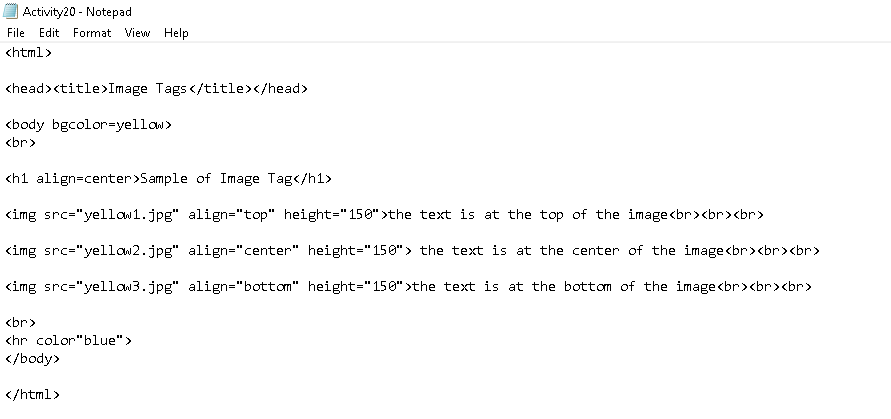 Activity20 - Notepad
File Edit Format View Help
<html>
<head><title>Image Tags</title></head>
<body bgcolor=yellow>
<br>
<h1 align=center>Sample of Image Tag</h1>
<img src="yellow1.jpg" align="top" height="150">the text is at the top of the image<br><br><br>
<img src="yellow2.jpg" align="center" height="150"> the text is at the center of the image<br><br><br>
<img src="yellow3.jpg" align="bottom" height="150">the text is at the bottom of the image<br><br><br>
<br>
<hr color"blue">
</body>
</html>